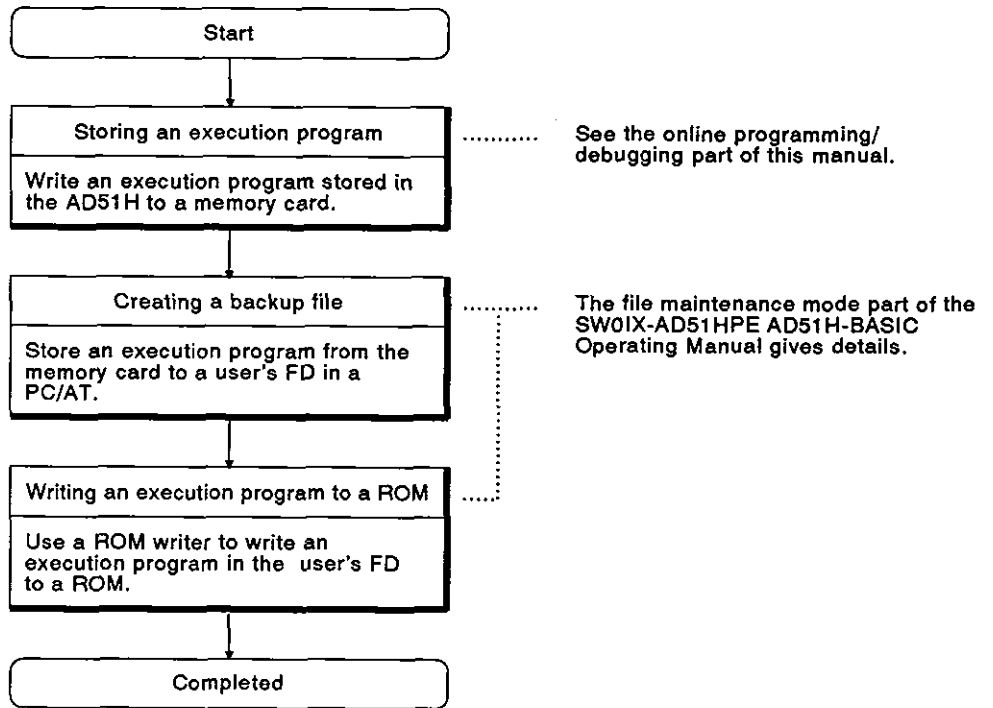 Start
Storing an execution program
Write an execution program stored in
the AD51H to a memory card.
See the online programming/
debugging part of this manual.
Creating a backup file
Store an execution program from the
memory card to a user's FD in a
PC/AT.
The file maintenance mode part of the
SW0IX-AD51HPE AD51H-BASIC
Operating Manual gives details.
Writing an execution program to a ROM
Use a ROM writer to write an
execution program in the user's FD
to a ROM.
Completed